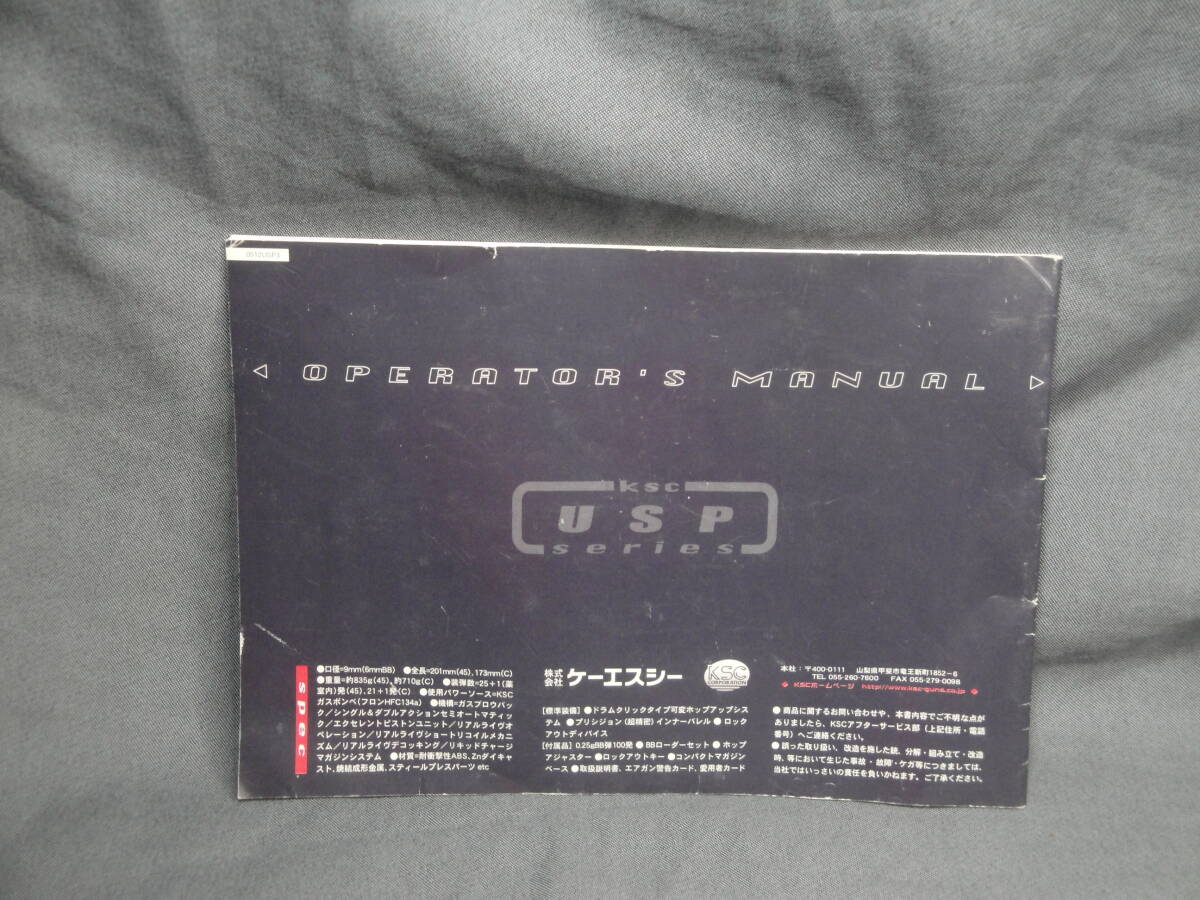 0512USP3
OPERATOR'S MANUAL
ksc
USP
series
spec
●口径=9mm(6mmBB) ●全長=201mm(45),173mm(C)
●重量=約835g(45)、約710g(C) ●装弾数=25+1(薬
室内)発(45)、21+1発(C) ●使用パワーソース=KSC
ガスボンベ(フロンHFC134a) ●機構=ガスブロウバッ
ク/シングル&ダブルアクションセミオートマティッ
ク/エクセレントピストンユニット/リアルライヴオ
ペレーション/リアルライヴショートリコイルメカニ
ズム/リアルライヴデコッキング/リキッドチャージ
マガジンシステム ●材質=耐衝撃性ABS、Znダイキャ
スト、焼結成形金属、スティールプレスパーツ etc
株式会社 ケーエスシー
KSC
CORPORATION
【標準装備】●ドラムクリックタイプ可変ホップアップシス
テム ●プリシジョン(超精密)インナーバレル ●ロック
アウトディバイス
【付属品】0.25gBB弾100発 ●BBローダーセット ●ホップ
アジャスター ●ロックアウトキー ●コンパクトマガジン
ベース ●取扱説明書、エアガン警告カード、愛用者カード
本社:〒400-0111 山梨県甲斐市竜王新町1852-6
TEL 055-260-7600 FAX 055-279-0098
◆ KSCホームページ http://www.ksc-guns.co.jp ◆
●商品に関するお問い合わせや、本書内容でご不明な点が
ありましたら、KSCアフターサービス部(上記住所・電話
番号)へご連絡ください。
●誤った取り扱い、改造を施した銃、分解・組み立て・改造
時、等において生じた事故・故障・ケガ等につきましては、
当社ではいっさいの責任を負いかねます。ご了承ください。